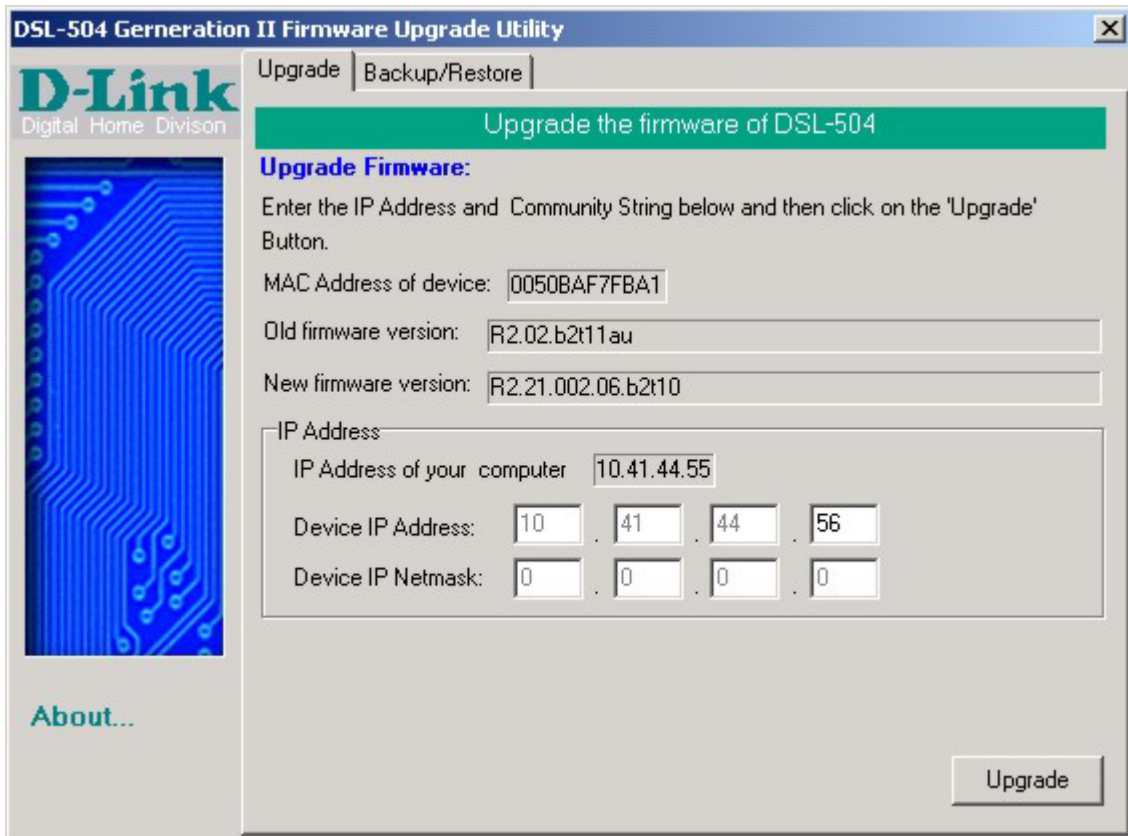 DSL-504 Gerneration II Firmware Upgrade Utility
D-Link
Digital Home Divison
Upgrade
Backup/Restore
Upgrade the firmware of DSL-504
Upgrade Firmware:
Enter the IP Address and Community String below and then click on the 'Upgrade'
Button.
MAC Address of device: 0050BAF7FBA1
Old firmware version: R2.02.b2t11au
New firmware version: R2.21.002.06.b2t10
IP Address
IP Address of your computer 10.41.44.55
Device IP Address: 10 . 41 . 44 . 56
Device IP Netmask: 0 . 0 . 0 . 0
About...
Upgrade